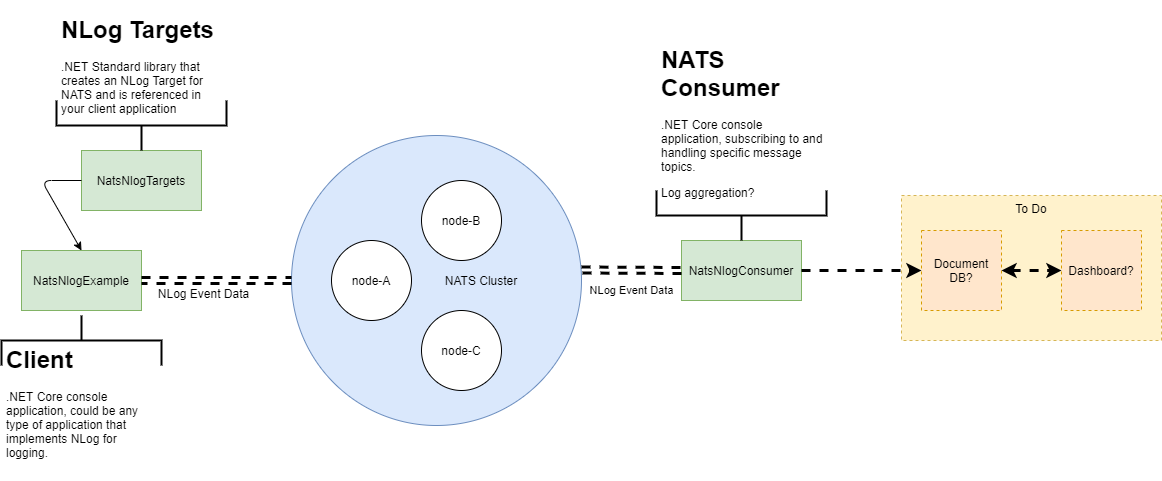 NLog Targets
.NET Standard library that
creates an NLog Target for
NATS and is referenced in
your client application
NatsNlogTargets
NatsNlogExample
NLog Event Data
Client
.NET Core console
application, could be any
type of application that
implements NLog for
logging.
node-B
node-A
NATS Cluster
node-C
NATS
Consumer
.NET Core console
application, subscribing to and
handling specific message
topics.
Log aggregation?
NatsNlogConsumer
NLog Event Data
To Do
Document
DB?
Dashboard?